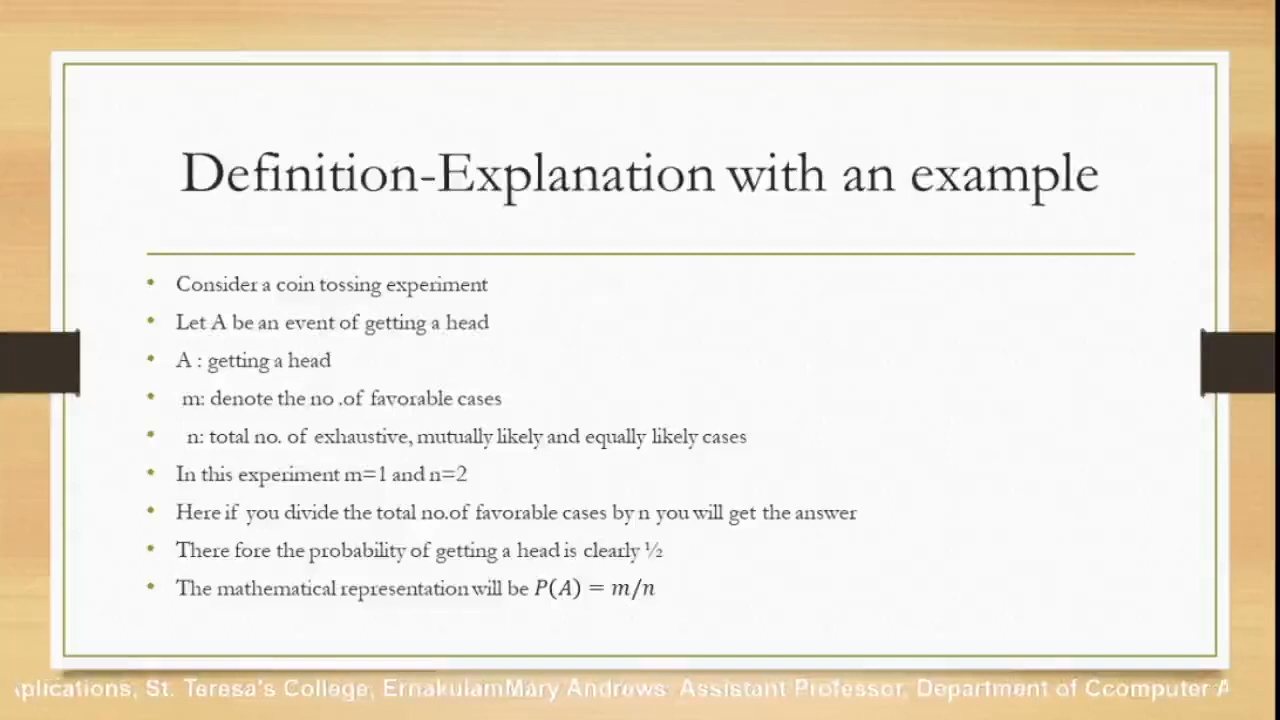 Definition-Explanation with an example
• Consider a coin tossing experiment
• Let A be an event of getting a head
• A : getting a head
• m: denote the no .of favorable cases
• n: total no. of exhaustive, mutually likely and equally likely cases
• In this experiment m=1 and n=2
• Here if you divide the total no.of favorable cases by n you will get the answer
• There fore the probability of getting a head is clearly ½
• The mathematical representation will be P(A) = m/n
plications, St. Teresa's College, ErnakulamMary Andrews Assistant Professor, Department of Ccomputer A